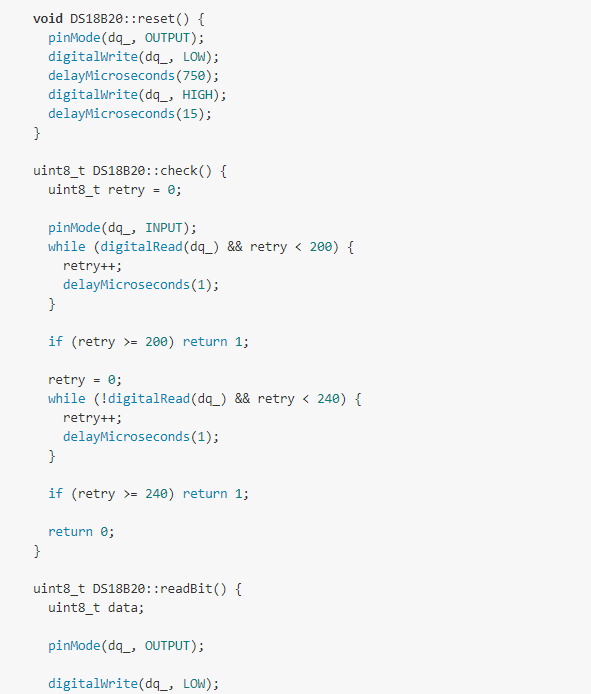 void DS18B20::reset() {
  pinMode(dq_, OUTPUT);
  digitalWrite(dq_, LOW);
  delayMicroseconds(750);
  digitalWrite(dq_, HIGH);
  delayMicroseconds(15);
}

uint8_t DS18B20::check() {
  uint8_t retry = 0;

  pinMode(dq_, INPUT);
  while (digitalRead(dq_) && retry < 200) {
    retry++;
    delayMicroseconds(1);
  }

  if (retry >= 200) return 1;

  retry = 0;
  while (!digitalRead(dq_) && retry < 240) {
    retry++;
    delayMicroseconds(1);
  }

  if (retry >= 240) return 1;

  return 0;
}

uint8_t DS18B20::readBit() {
  uint8_t data;

  pinMode(dq_, OUTPUT);

  digitalWrite(dq_, LOW);